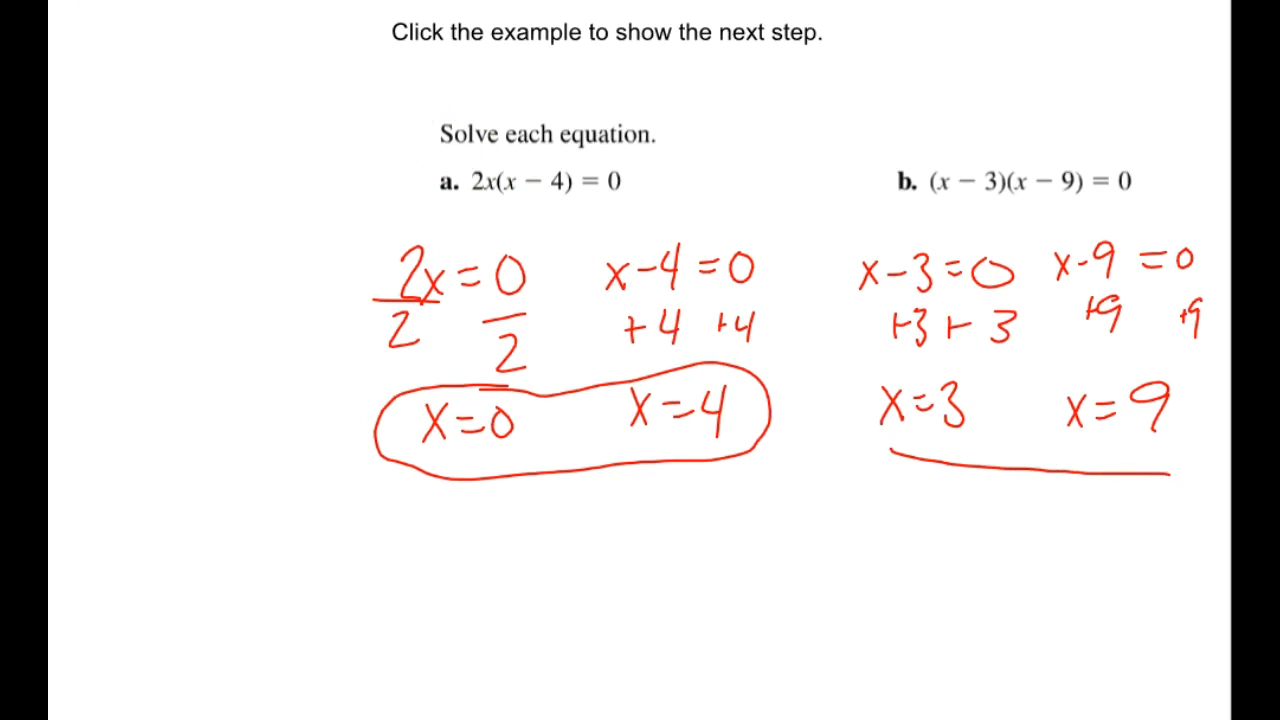 Click the example to show the next step.
Solve each equation.
a. 2x(x − 4) = 0
b. (x − 3)(x − 9) = 0
2x = 0 x-4 = 0
2 2 +4 +4
x=0 x=4
x-3=0 x-9 =0
+3+3 +9 +9
x=3 x=9